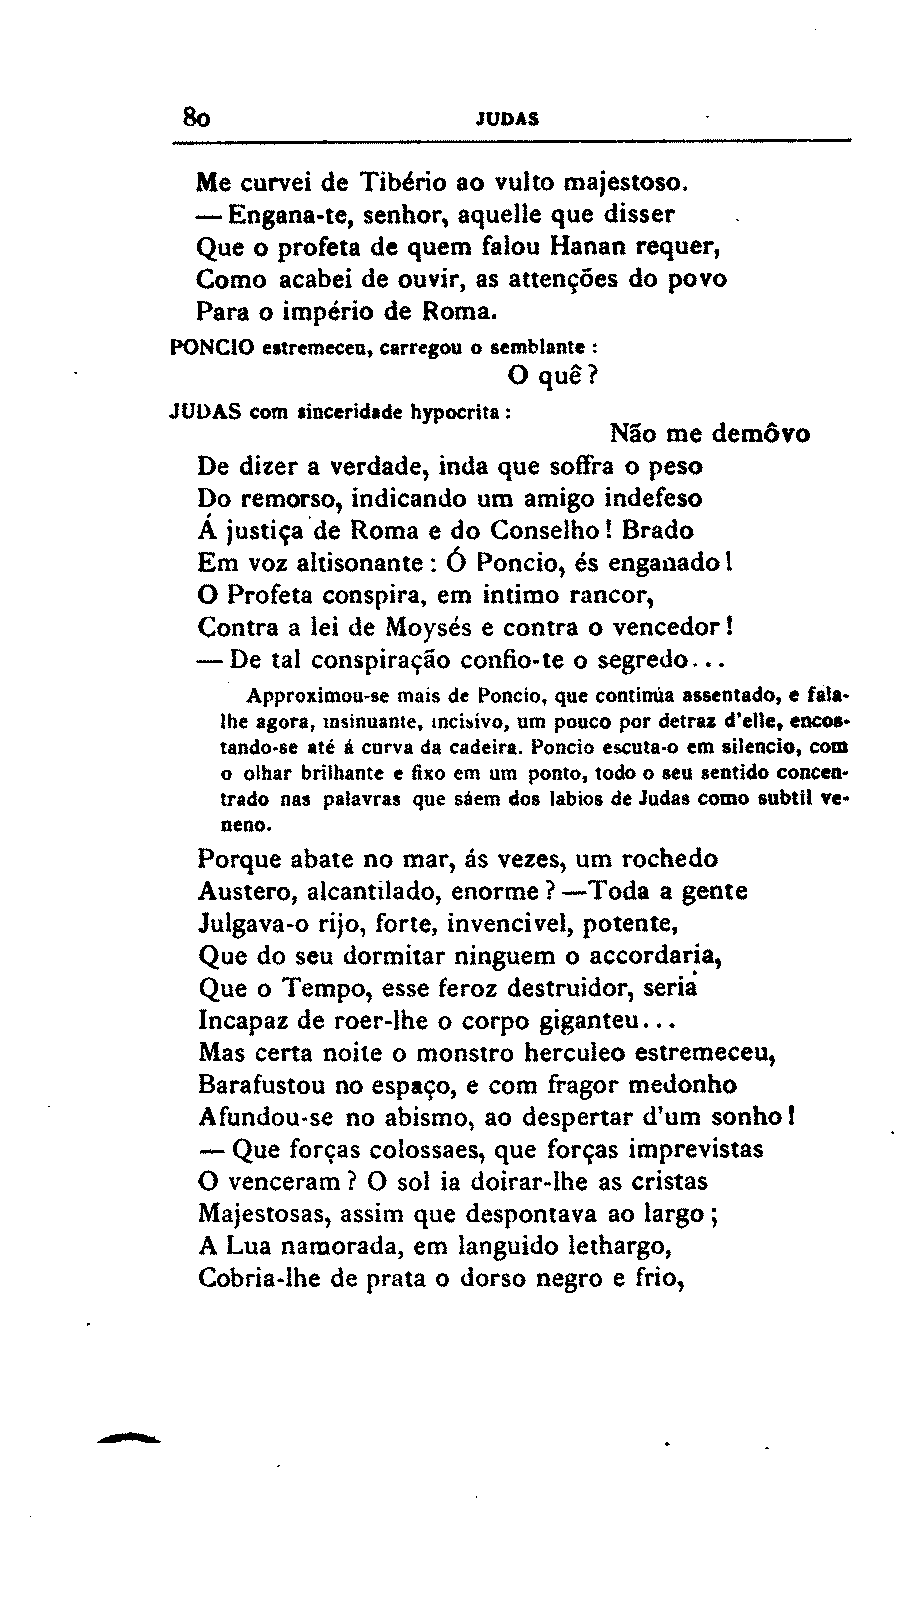 80 JUDAS
Me curvei de Tibério ao vulto majestoso.
— Engana-te, senhor, aquelle que disser
Que o profeta de quem falou Hanan requer,
Como acabei de ouvir, as attenções do povo
Para o império de Roma.
PONCIO estremeceu, carregou o semblante :
O quê ?
JUDAS com sinceridade hypocrita :
Não me demôvo
De dizer a verdade, inda que soffra o peso
Do remorso, indicando um amigo indefeso
Á justiça de Roma e do Conselho ! Brado
Em voz altisonante : Ó Poncio, és enganado !
O Profeta conspira, em intimo rancor,
Contra a lei de Moysés e contra o vencedor !
— De tal conspiração confio-te o segredo...
Approximou-se mais de Poncio, que continúa assentado, e fala-
lhe agora, insinuante, incisivo, um pouco por detraz d'elle, encos-
tando-se até á curva da cadeira. Poncio escuta-o em silencio, com
o olhar brilhante e fixo em um ponto, todo o seu sentido concen-
trado nas palavras que sáem dos labios de Judas como subtil ve-
neno.
Porque abate no mar, ás vezes, um rochedo
Austero, alcantilado, enorme ? —Toda a gente
Julgava-o rijo, forte, invencivel, potente,
Que do seu dormitar ninguem o accordaria,
Que o Tempo, esse feroz destruidor, seria
Incapaz de roer-lhe o corpo giganteu...
Mas certa noite o monstro herculeo estremeceu,
Barafustou no espaço, e com fragor medonho
Afundou-se no abismo, ao despertar d'um sonho !
— Que forças colossaes, que forças imprevistas
O venceram ? O sol ia doirar-lhe as cristas
Majestosas, assim que despontava ao largo ;
A Lua namorada, em languido lethargo,
Cobria-lhe de prata o dorso negro e frio,